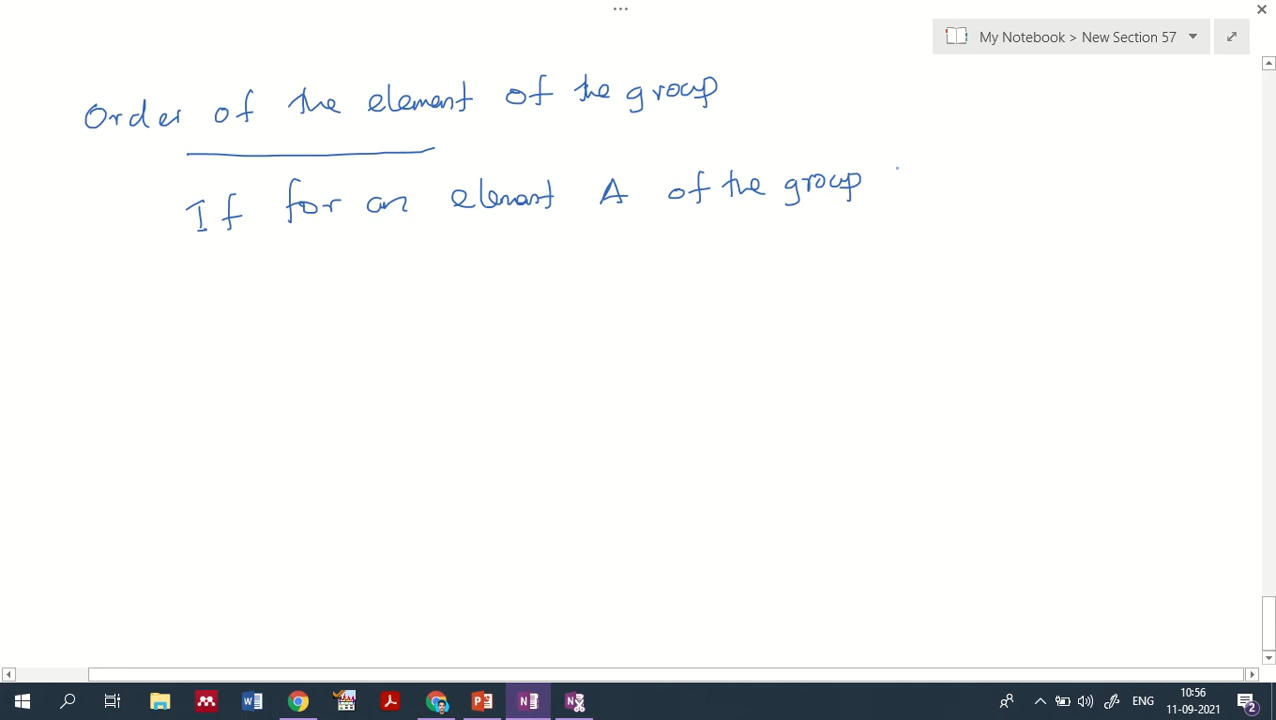 ...
My Notebook > New Section 57
Order of the element of the group
If for an element A of the group
ENG
10:56
11-09-2021
2